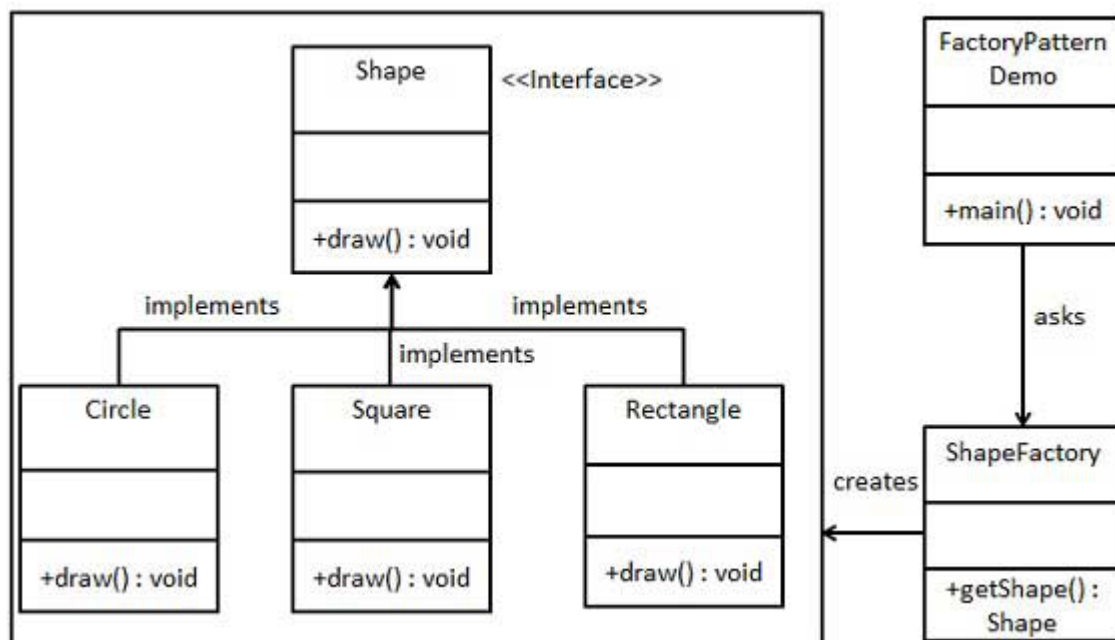 Shape
<<Interface>>
+draw() : void
implements
implements
implements
Circle
+draw() : void
Square
+draw() : void
Rectangle
+draw() : void
FactoryPattern
Demo
+main() : void
asks
ShapeFactory
creates
+getShape() :
Shape